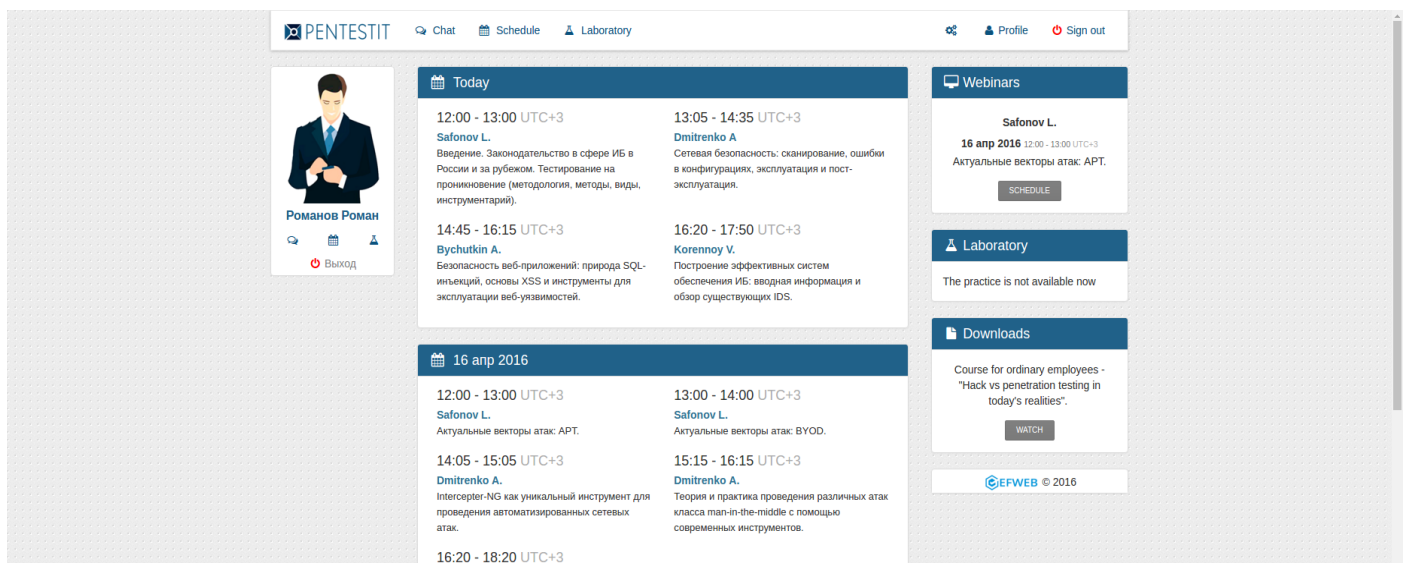 PENTESTIT
Chat
Schedule
Laboratory
Profile
Sign out
Романов Роман
Выход
Today
12:00 - 13:00 UTC+3
Safonov L.
Введение. Законодательство в сфере ИБ в
России и за рубежом. Тестирование на
проникновение (методология, методы, виды,
инструментарий).
13:05 - 14:35 UTC+3
Dmitrenko A
Сетевая безопасность: сканирование, ошибки
в конфигурациях, эксплуатация и пост-
эксплуатация.
14:45 - 16:15 UTC+3
Bychutkin A.
Безопасность веб-приложений: природа SQL-
инъекций, основы XSS и инструменты для
эксплуатации веб-уязвимостей.
16:20 - 17:50 UTC+3
Korennoy V.
Построение эффективных систем
обеспечения ИБ: вводная информация и
обзор существующих IDS.
16 апр 2016
12:00 - 13:00 UTC+3
Safonov L.
Актуальные векторы атак: APT.
13:00 - 14:00 UTC+3
Safonov L.
Актуальные векторы атак: BYOD.
14:05 - 15:05 UTC+3
Dmitrenko A.
Intercepter-NG как уникальный инструмент для
проведения автоматизированных сетевых
атак.
15:15 - 16:15 UTC+3
Dmitrenko A.
Теория и практика проведения различных атак
класса man-in-the-middle с помощью
современных инструментов.
16:20 - 18:20 UTC+3
Webinars
Safonov L.
16 апр 2016 12:00 - 13:00 UTC+3
Актуальные векторы атак: APT.
SCHEDULE
Laboratory
The practice is not available now
Downloads
Course for ordinary employees -
"Hack vs penetration testing in
today's realities".
WATCH
EFWEB © 2016